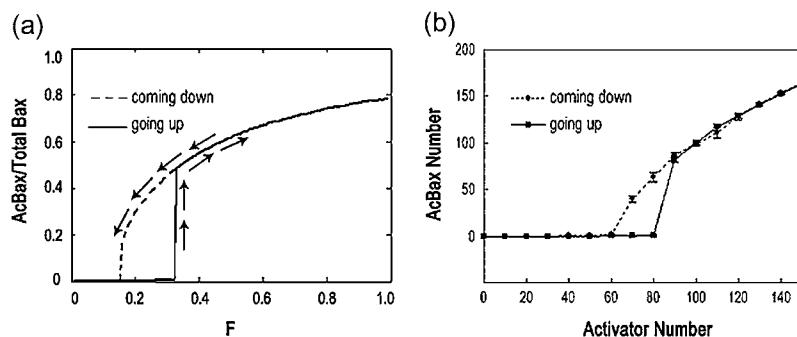 (a)
AcBax/Total Bax
1.0
0.8
0.6
0.4
0.2
0
coming down
going up
0 0.2 0.4 0.6 0.8 1.0
F
(b)
AcBax Number
200
150
100
50
0
coming down
going up
0 20 40 60 80 100 120 140
Activator Number